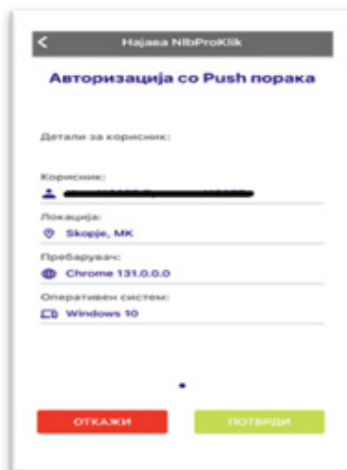 Најава NlbProKlik
Авторизација со Push порака
Детали за корисник:
Корисник:
Локација:
Skopje, MK
Пребарувач:
Chrome 131.0.0.0
Оперативен систем:
Windows 10
ОТКАЖИ
ПОТВРДИ